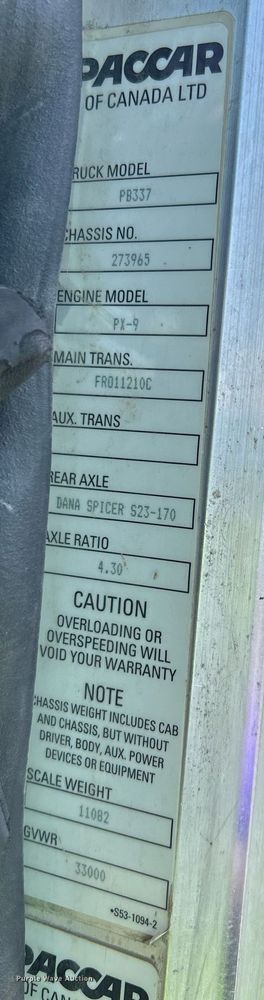 PACCAR
OF CANADA LTD
TRUCK MODEL
PB337
CHASSIS NO.
273965
ENGINE MODEL
PX-9
MAIN TRANS.
FRO11210C
AUX. TRANS
REAR AXLE
DANA SPICER S23-170
AXLE RATIO
4.30
CAUTION
OVERLOADING OR
OVERSPEEDING WILL
VOID YOUR WARRANTY
NOTE
CHASSIS WEIGHT INCLUDES CAB
AND CHASSIS, BUT WITHOUT
DRIVER, BODY, AUX. POWER
DEVICES OR EQUIPMENT
SCALE WEIGHT
11082
GVWR
33000
*S53-1094-2
PACCAR
OF CAN
Purple Wave Auction